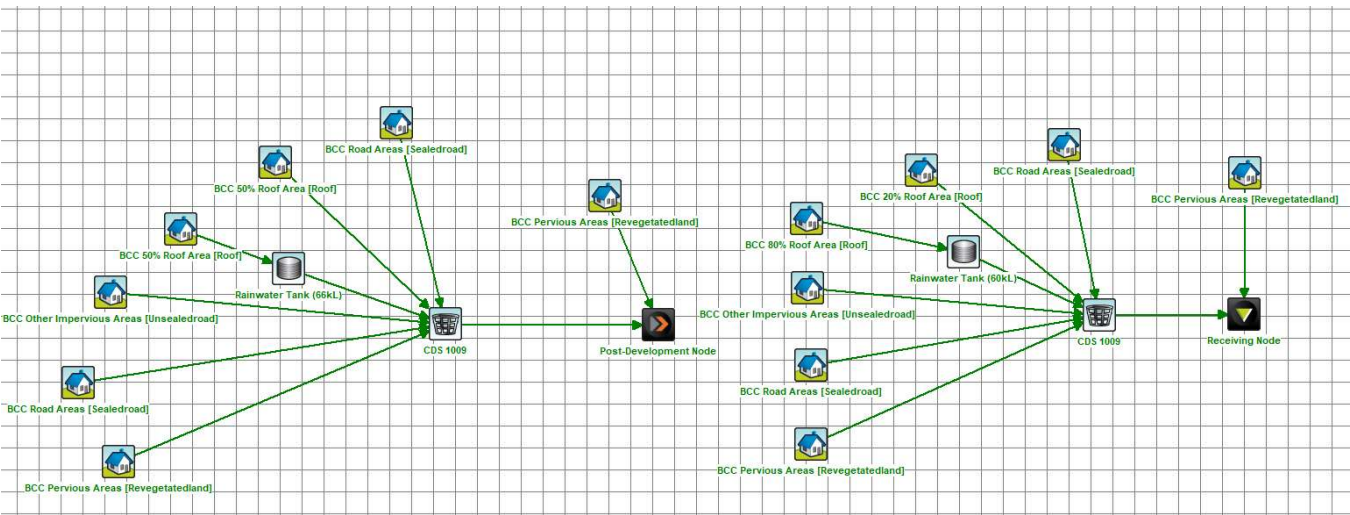 BCC Road Areas [Sealedroad]
BCC 50% Roof Area [Roof]
BCC Pervious Areas [Revegetatedland]
BCC 50% Roof Area [Roof]
Rainwater Tank (66kL)
BCC Other Impervious Areas [Unsealedroad]
CDS 1009
Post-Development Node
BCC Road Areas [Sealedroad]
BCC Pervious Areas [Revegetatedland]
BCC Road Areas [Sealedroad]
BCC 20% Roof Area [Roof]
BCC Pervious Areas [Revegetatedland]
BCC 80% Roof Area [Roof]
Rainwater Tank (60kL)
BCC Other Impervious Areas [Unsealedroad]
CDS 1009
Receiving Node
BCC Road Areas [Sealedroad]
BCC Pervious Areas [Revegetatedland]